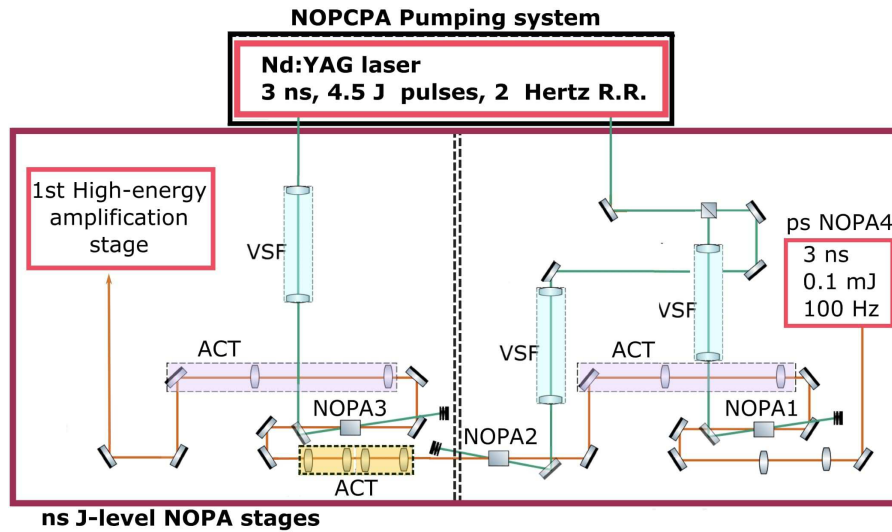 NOPCPA Pumping system
Nd:YAG laser
3 ns, 4.5 J pulses, 2 Hertz R.R.
1st High-energy
amplification
stage
VSF
ACT
NOPA3
ACT
ps NOPA4
3 ns
0.1 mJ
100 Hz
VSF
VSF
ACT
NOPA1
NOPA2
ns J-level NOPA stages